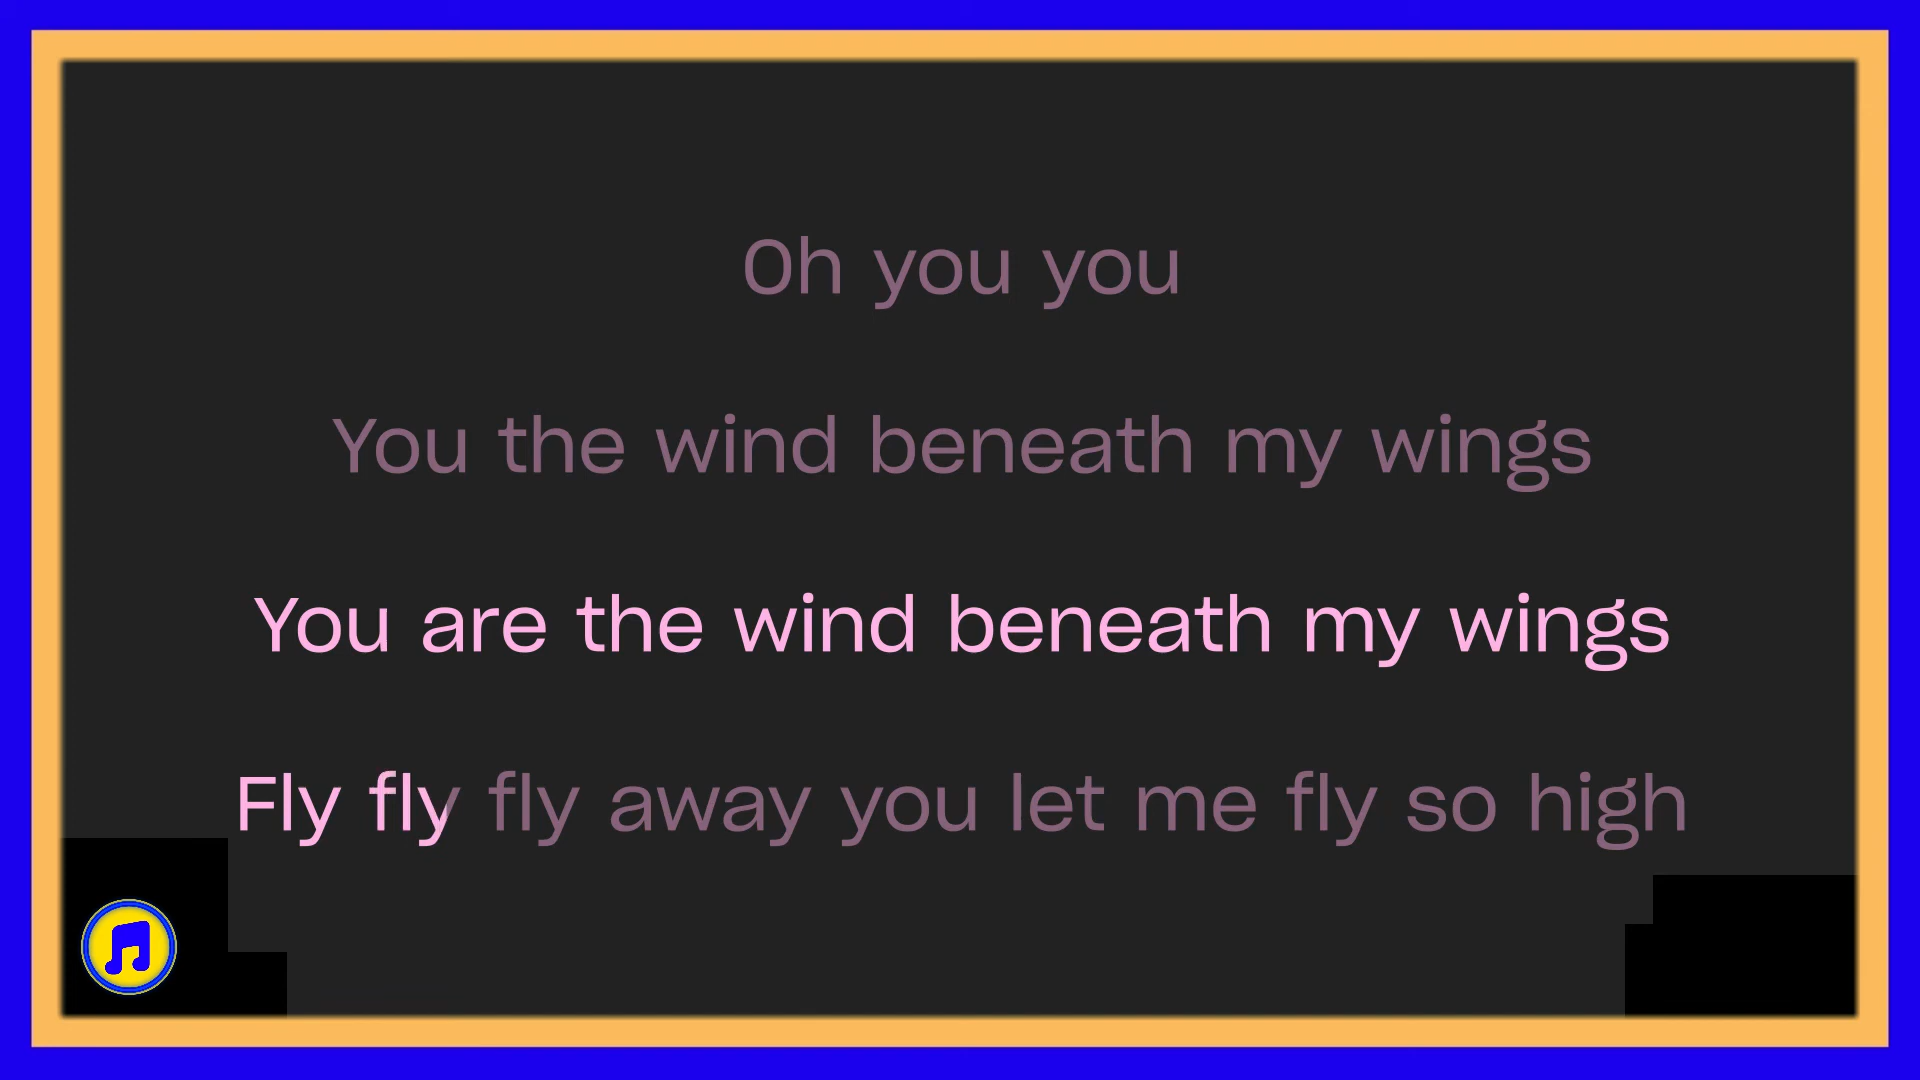 Oh you you
You the wind beneath my wings
You are the wind beneath my wings
Fly fly fly away you let me fly so high